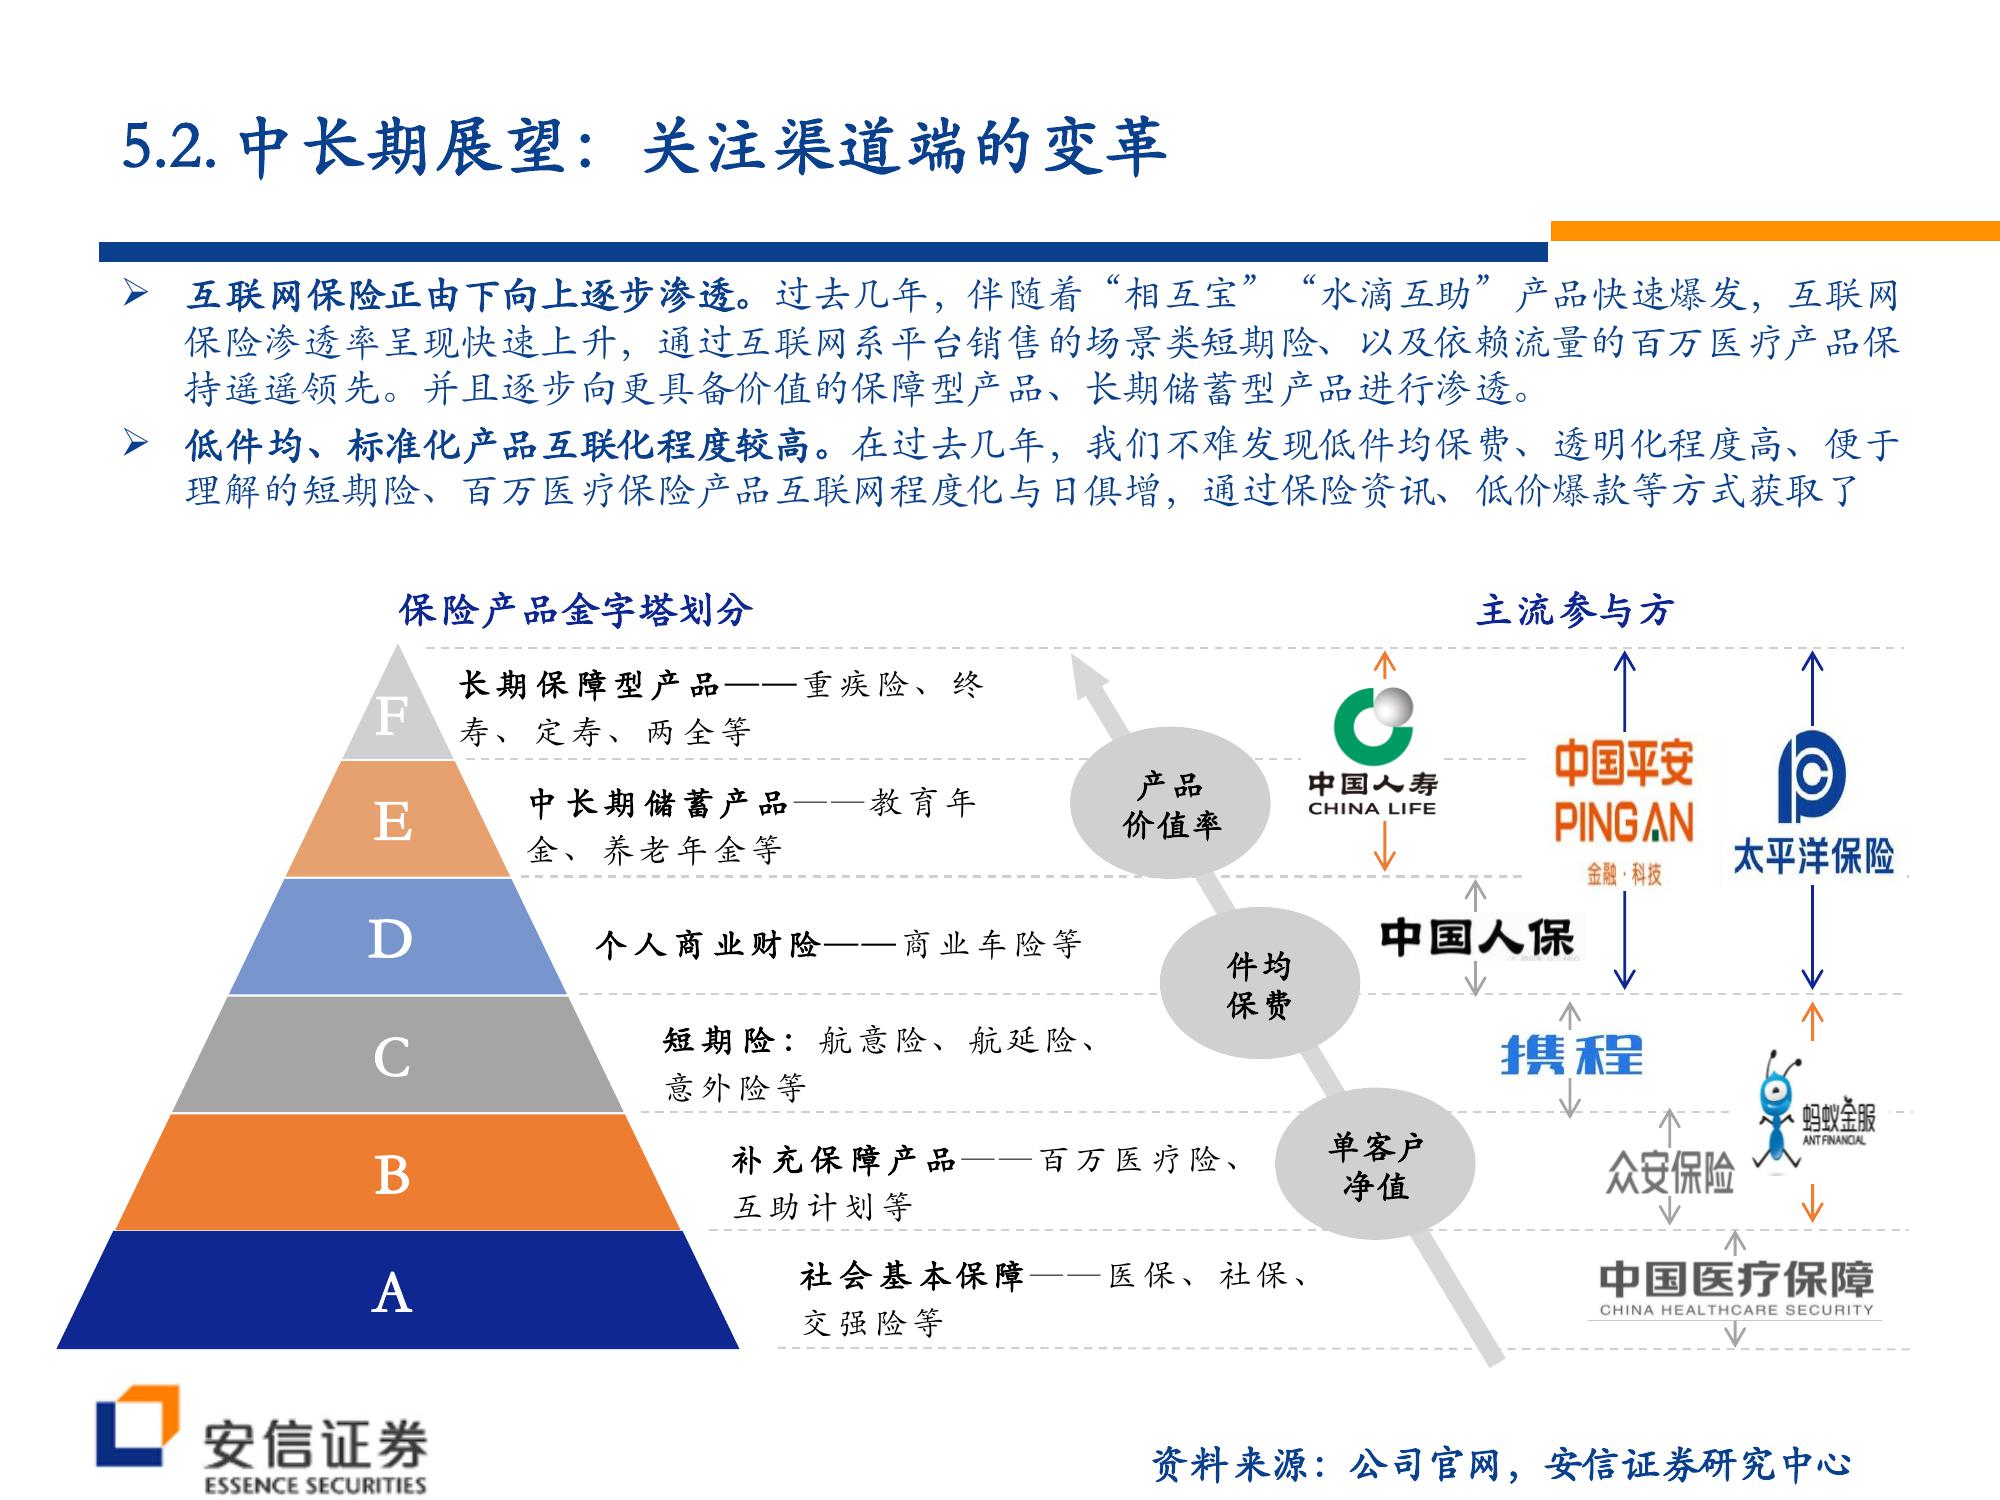 5.2. 中长期展望：关注渠道端的变革
互联网保险正由下向上逐步渗透。过去几年，伴随着“相互宝”“水滴互助”产品快速爆发，互联网
保险渗透率呈现快速上升，通过互联网系平台销售的场景类短期险、以及依赖流量的百万医疗产品保
持遥遥领先。并且逐步向更具备价值的保障型产品、长期储蓄型产品进行渗透。
低件均、标准化产品互联化程度较高。在过去几年，我们不难发现低件均保费、透明化程度高、便于
理解的短期险、百万医疗保险产品互联网程度化与日俱增，通过保险资讯、低价爆款等方式获取了
保险产品金字塔划分
主流参与方
F
长期保障型产品——重疾险、终
寿、定寿、两全等
E
中长期储蓄产品——教育年
金、养老年金等
D
个人商业财险——商业车险等
C
短期险：航意险、航延险、
意外险等
B
补充保障产品——百万医疗险、
互助计划等
A
社会基本保障——医保、社保、
交强险等
产品
价值率
件均
保费
单客户
净值
中国人寿
CHINA LIFE
中国平安
PING AN
金融·科技
太平洋保险
中国人保
携程
蚂蚁金服
ANT FINANCIAL
众安保险
中国医疗保障
CHINA HEALTHCARE SECURITY
安信证券
ESSENCE SECURITIES
资料来源：公司官网，安信证券研究中心